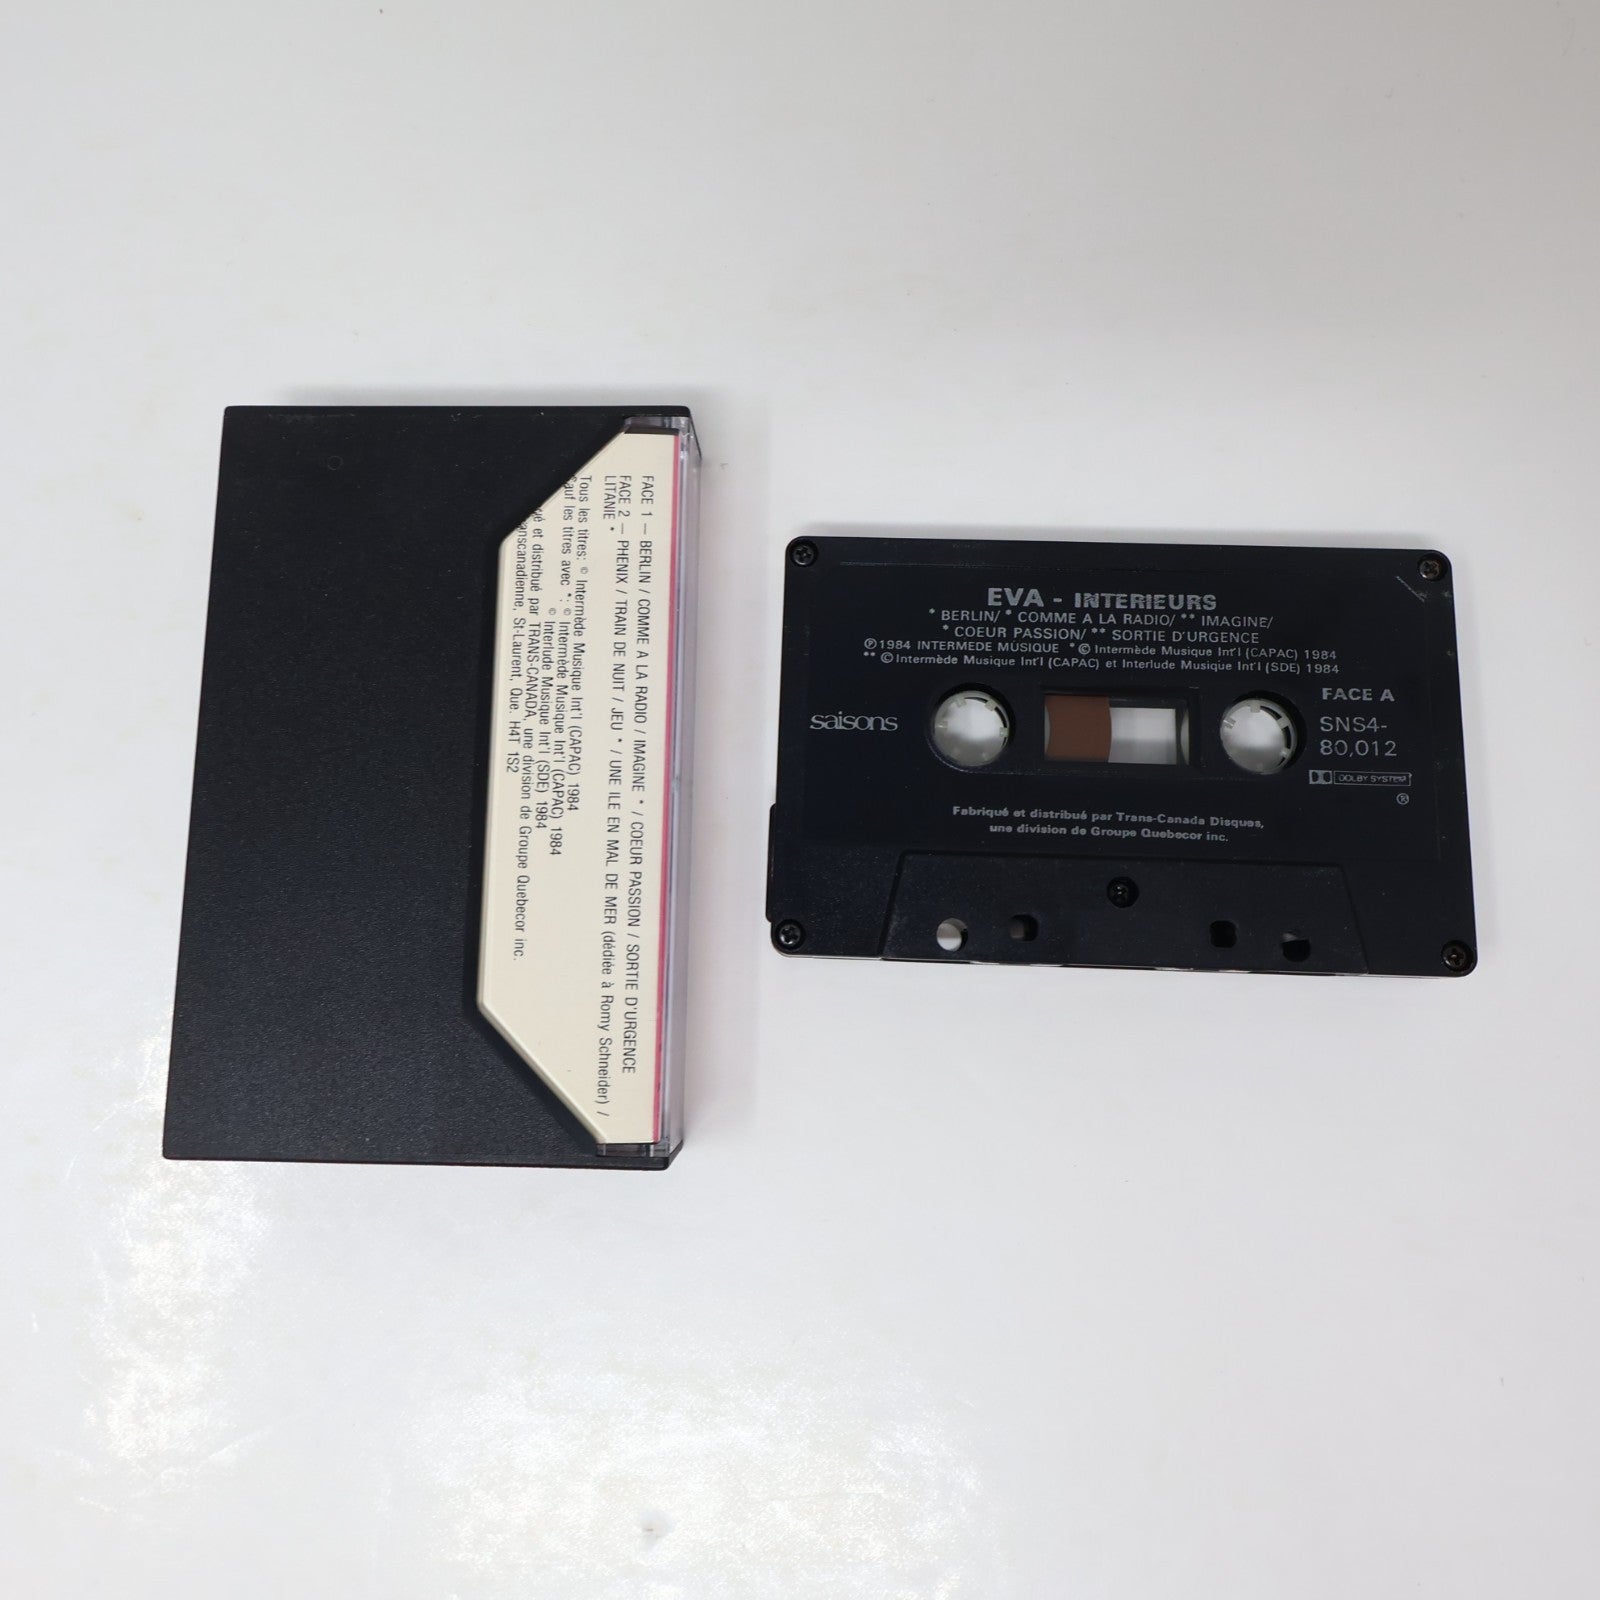 FACE 1 — BERLIN / COMME A LA RADIO / IMAGINE * / COEUR PASSION / SORTIE D'URGENCE
FACE 2 — PHENIX / TRAIN DE NUIT / JEU * / UNE ILE EN MAL DE MER (dédiée à Romy Schneider) /
LITANIE *
Tous les titres: © Intermède Musique Int'l (CAPAC) 1984
les titres avec *: © Intermède Musique Int'l (CAPAC) 1984
© Interlude Musique Int'l (SDE) 1984
et distribué par TRANS-CANADA, une division de Groupe Quebecor inc.
St-Laurent, Que. H4T 1S2
EVA - INTERIEURS
* BERLIN/ * COMME A LA RADIO/ ** IMAGINE/
* COEUR PASSION/ ** SORTIE D'URGENCE
℗1984 INTERMEDE MUSIQUE * © Intermède Musique Int'l (CAPAC) 1984
** © Intermède Musique Int'l (CAPAC) et Interlude Musique Int'l (SDE) 1984
FACE A
saisons
SNS4-
80,012
DOLBY SYSTEM
®
Fabriqué et distribué par Trans-Canada Disques,
une division de Groupe Quebecor inc.